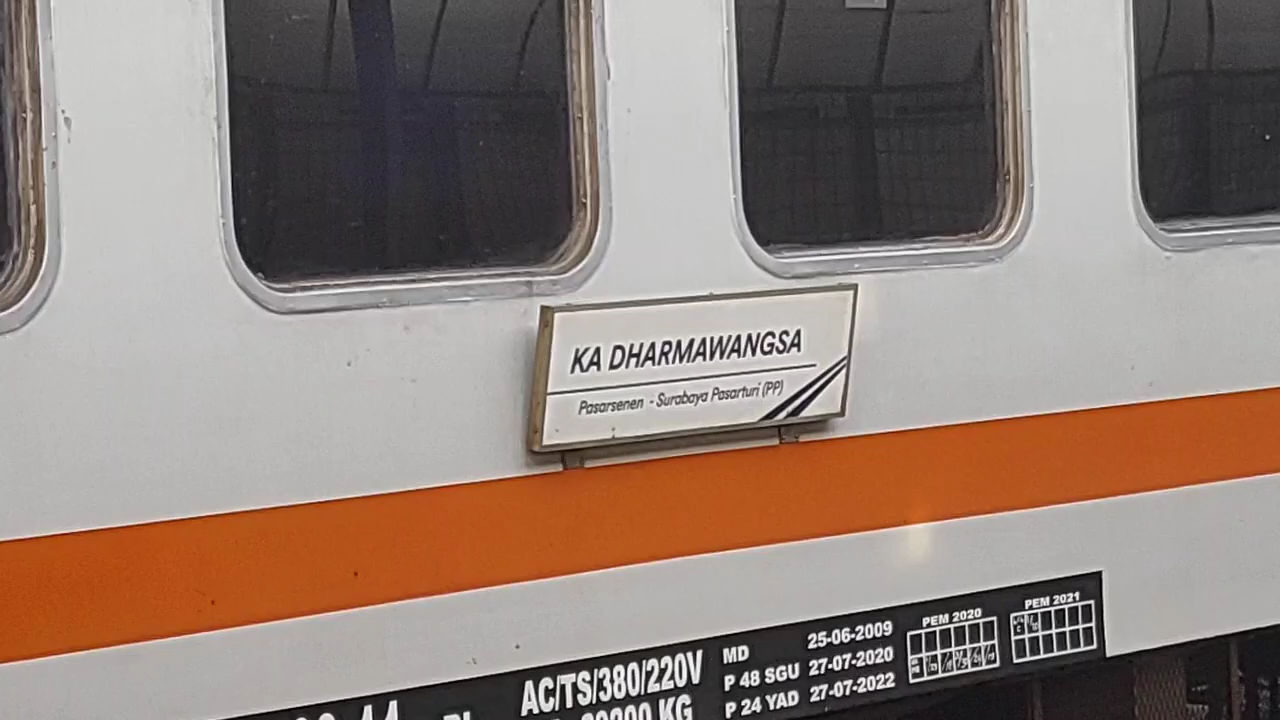 KA DHARMAWANGSA
Pasarsenen - Surabaya Pasarturi (PP)
AC/TS/380/220V
MD 25-06-2009
P 48 SGU 27-07-2020
P 24 YAD 27-07-2022
PEM 2020
PEM 2021